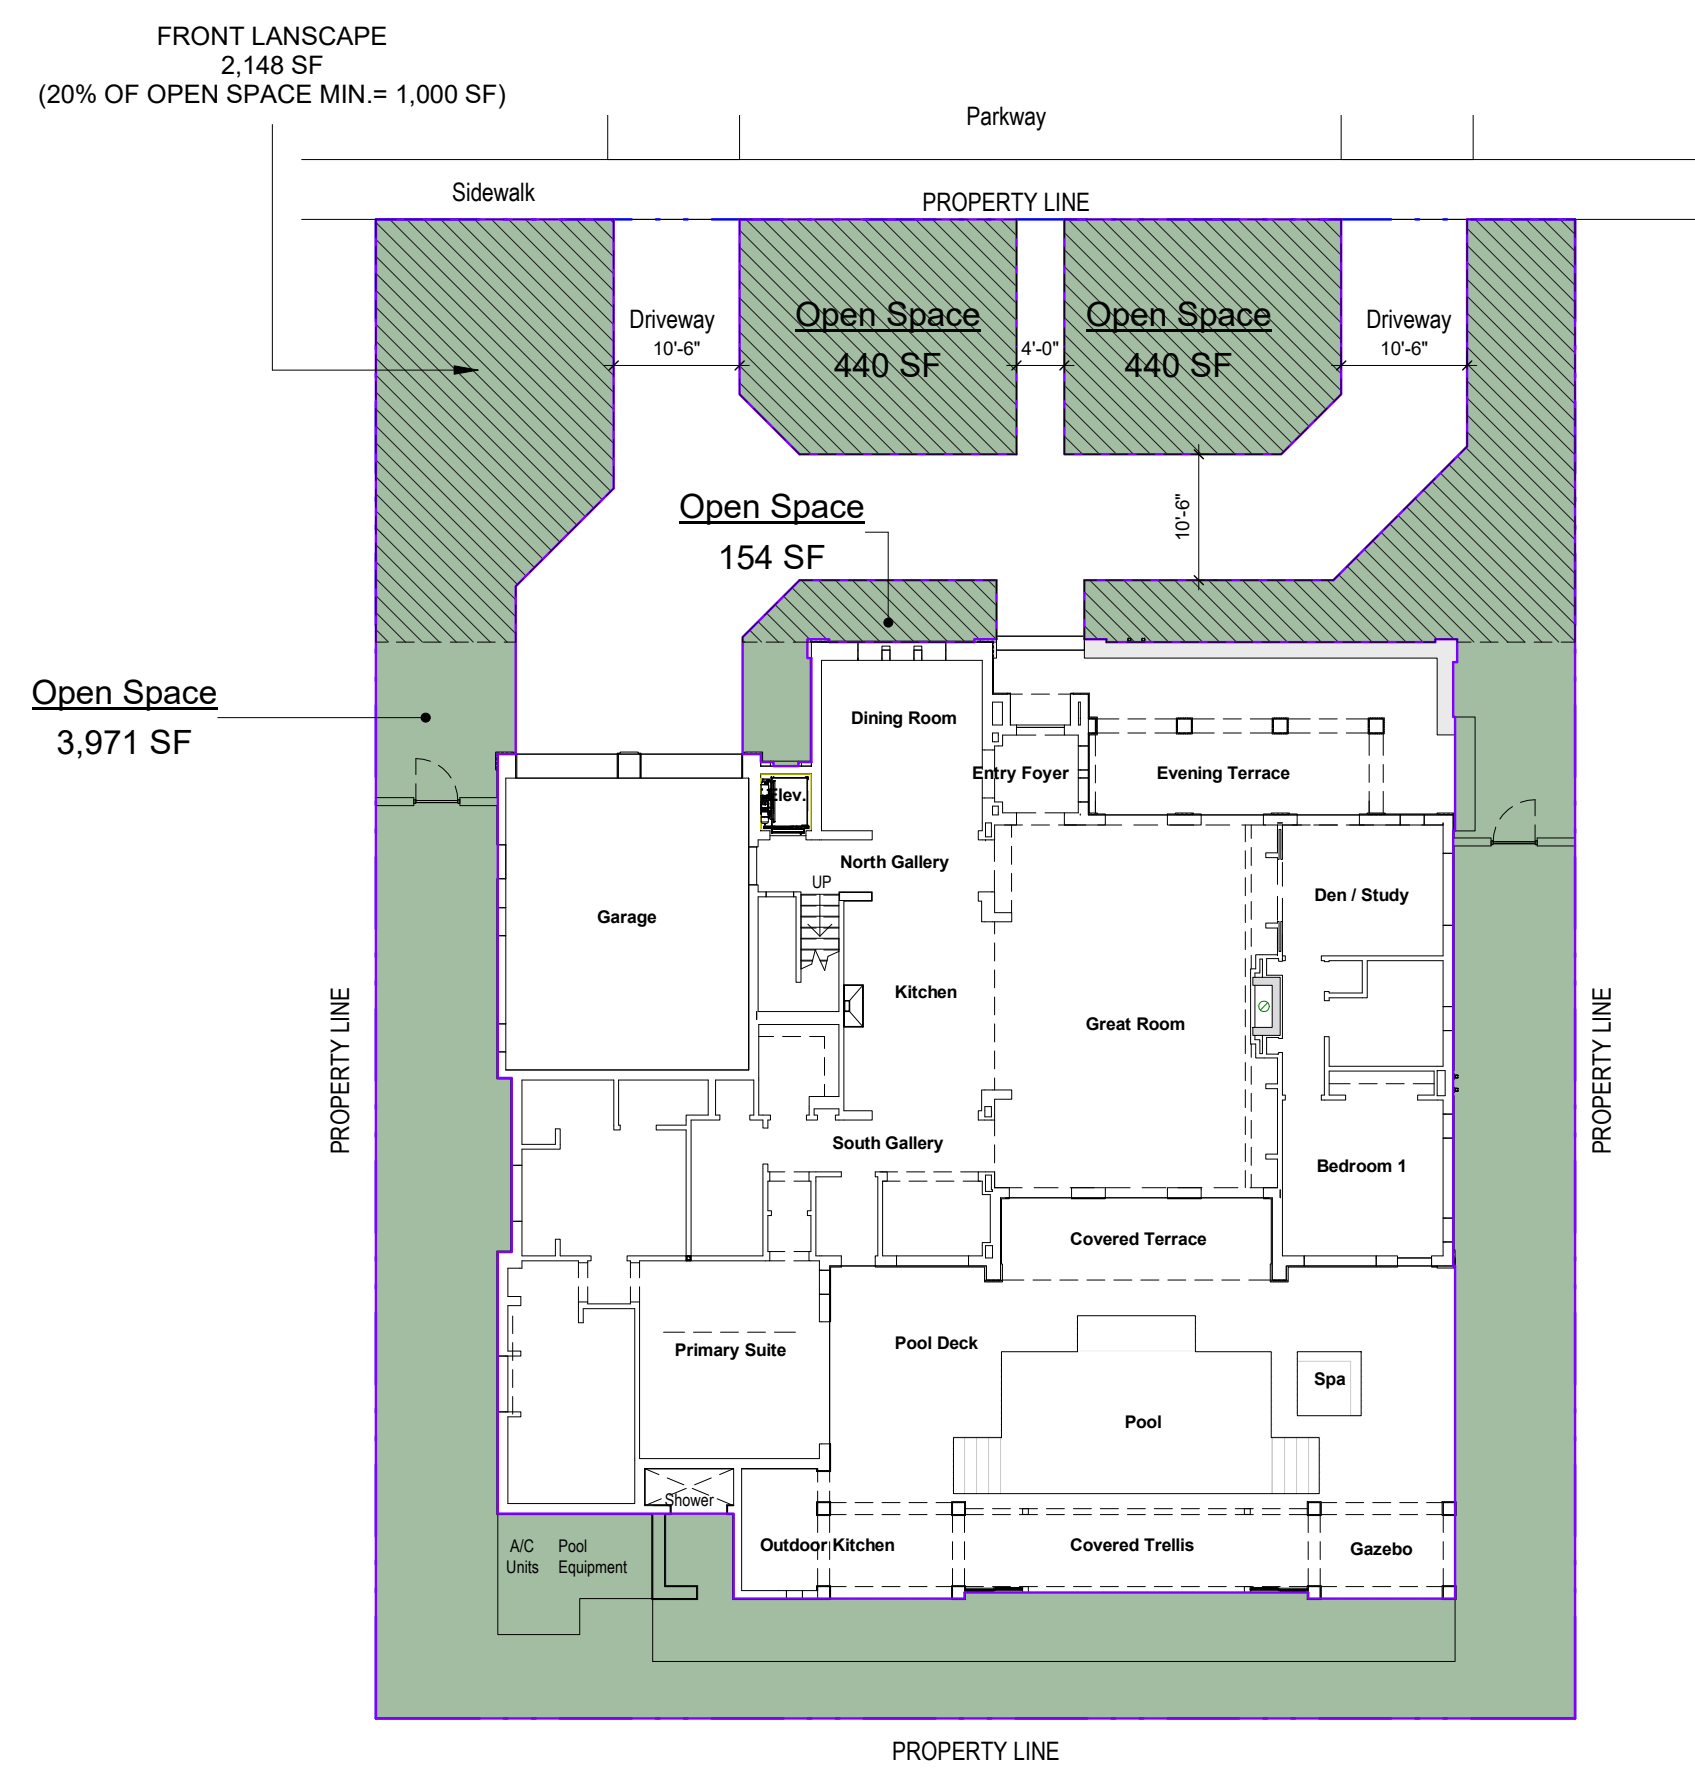 FRONT LANSCAPE
2,148 SF
(20% OF OPEN SPACE MIN.= 1,000 SF)
Parkway
Sidewalk
PROPERTY LINE
Driveway
10'-6"
Open Space
440 SF
4'-0"
Open Space
440 SF
Driveway
10'-6"
Open Space
154 SF
10'-6"
Open Space
3,971 SF
Dining Room
Entry Foyer
Evening Terrace
Elev.
North Gallery
UP
Den / Study
Garage
Kitchen
Great Room
PROPERTY LINE
PROPERTY LINE
South Gallery
Bedroom 1
Covered Terrace
Pool Deck
Primary Suite
Spa
Pool
Shower
A/C
Units
Pool
Equipment
Outdoor Kitchen
Covered Trellis
Gazebo
PROPERTY LINE